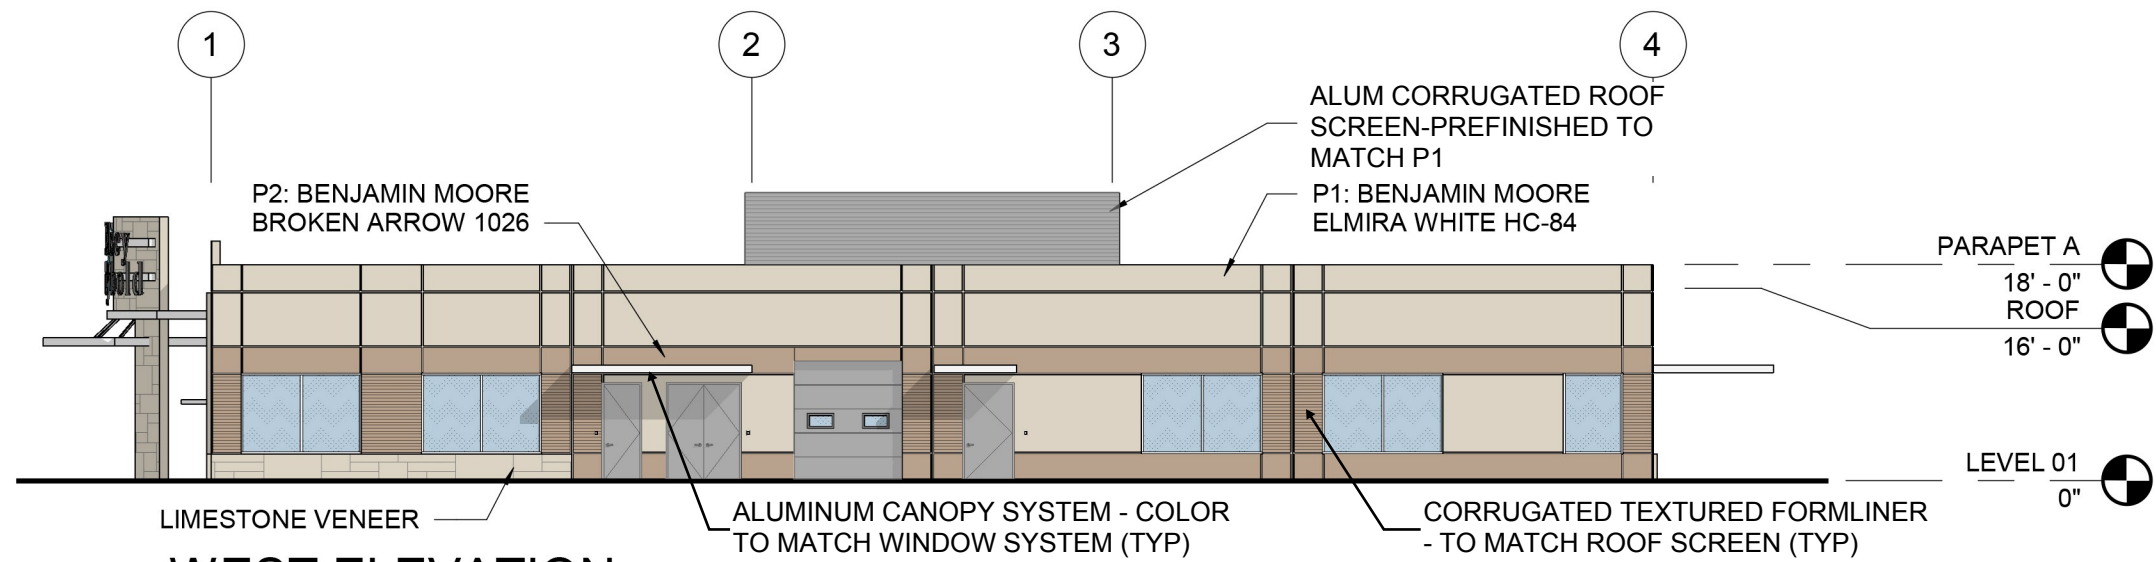 1
2
3
4
ALUM CORRUGATED ROOF
SCREEN-PREFINISHED TO
MATCH P1
P2: BENJAMIN MOORE
BROKEN ARROW 1026
P1: BENJAMIN MOORE
ELMIRA WHITE HC-84
PARAPET A
18' - 0"
ROOF
16' - 0"
LEVEL 01
0"
LIMESTONE VENEER
ALUMINUM CANOPY SYSTEM - COLOR
TO MATCH WINDOW SYSTEM (TYP)
CORRUGATED TEXTURED FORMLINER
- TO MATCH ROOF SCREEN (TYP)
WEST ELEVATION